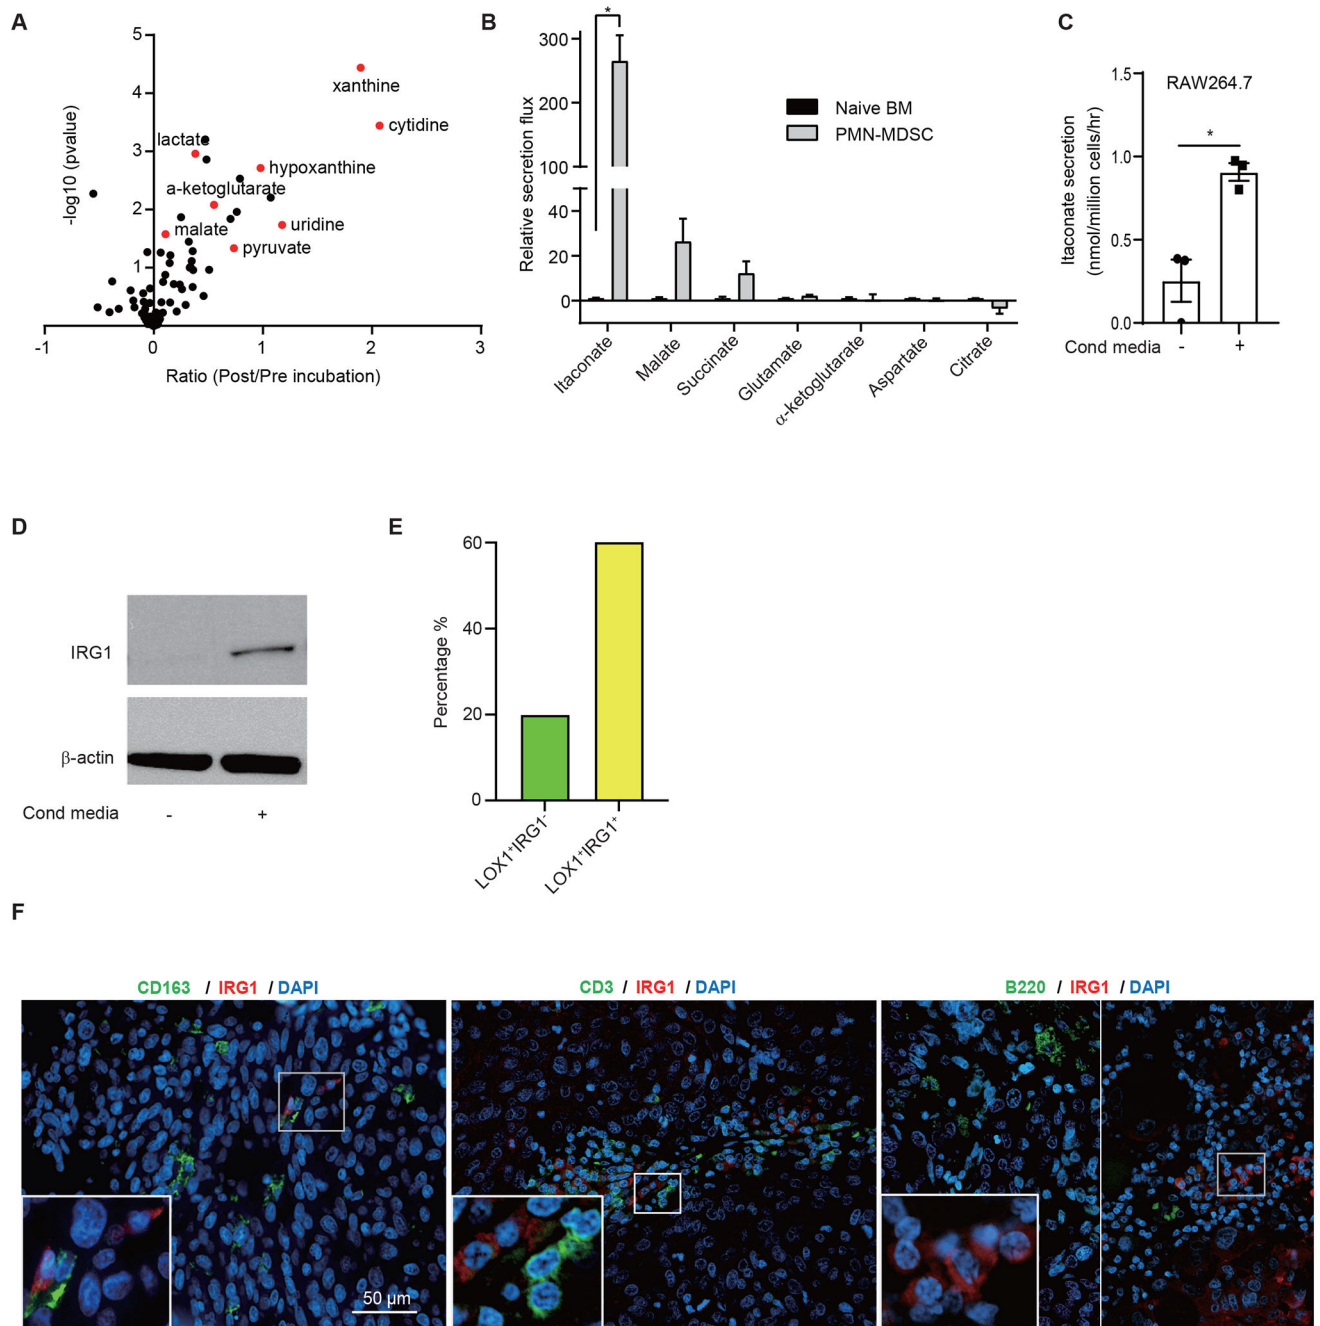 A
-log10 (pvalue)
5
4
3
2
1
xanthine
cytidine
lactate
hypoxanthine
a-ketoglutarate
malate
uridine
pyruvate
-1
0
1
2
3
Ratio (Post/Pre incubation)
B
*
Relative secretion flux
300
200
100
40
20
0
Naive BM
PMN-MDSC
Itaconate
Malate
Succinate
Glutamate
α-ketoglutarate
Aspartate
Citrate
C
Itaconate secretion
(nmol/million cells/hr)
1.5
1.0
0.5
0.0
RAW264.7
*
Cond media - +
D
IRG1
β-actin
Cond media - +
E
Percentage %
60
40
20
0
LOX1⁺IRG1⁻
LOX1⁺IRG1⁺
F
CD163 / IRG1 / DAPI
CD3 / IRG1 / DAPI
B220 / IRG1 / DAPI
50 µm